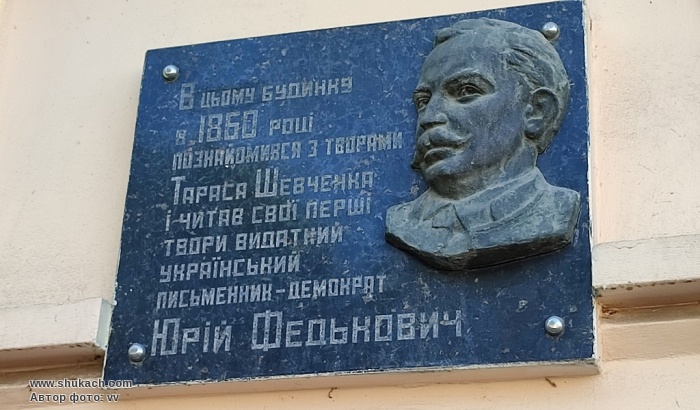 В цьому будинку
в 1860 році
познайомився з творами
Тараса Шевченка
і читав свої перші
твори видатний
український
письменник-демократ
Юрій Федькович
www.shukach.com
Автор фото: vv